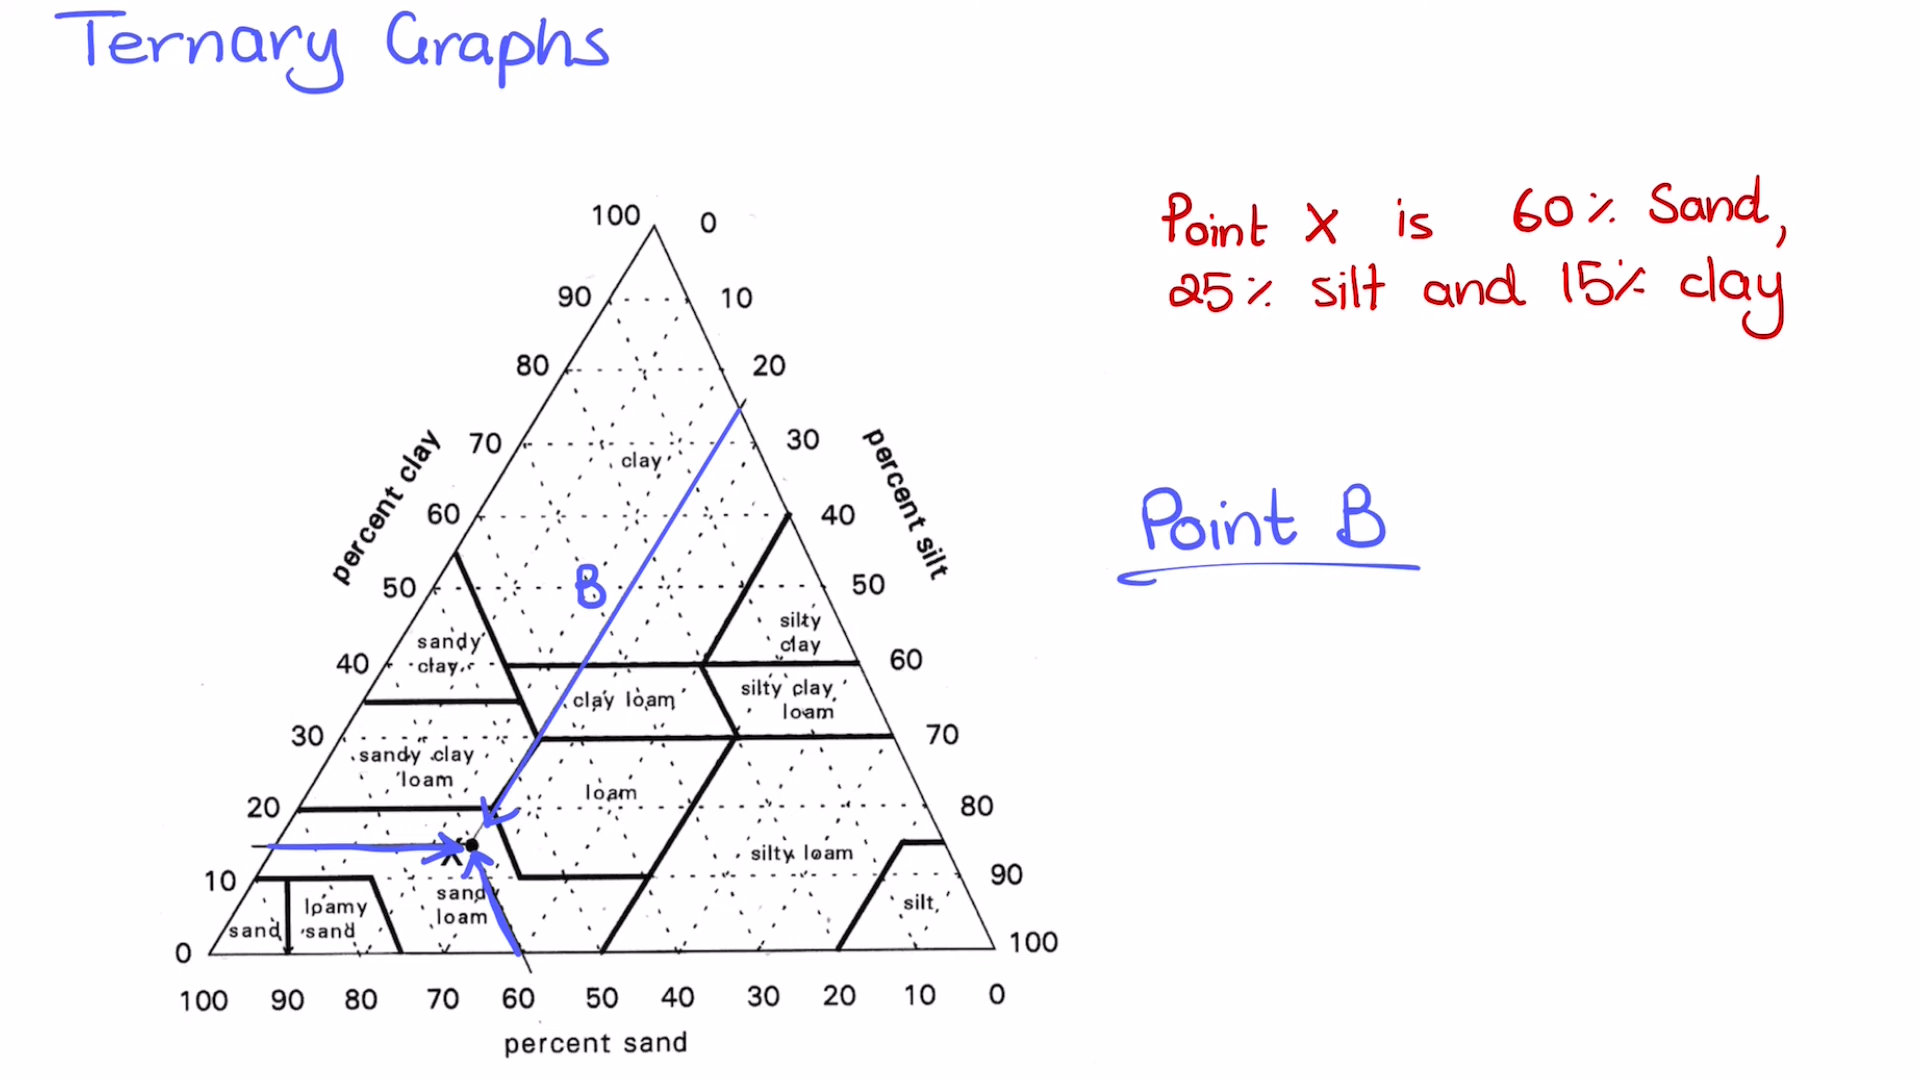 Ternary Graphs
Point X is 60% Sand,
25% silt and 15% clay
Point B
100 0
90 10
80 20
70 30
clay
60 40
B
50 50
percent clay
percent silt
silty
clay
sandy
clay
40 60
clay loam
silty clay
loam
30 70
sandy clay
loam
loam
20 80
X
silty loam
10 90
sandy
loam
silt
sand
loamy
sand
0 100
100 90 80 70 60 50 40 30 20 10 0
percent sand